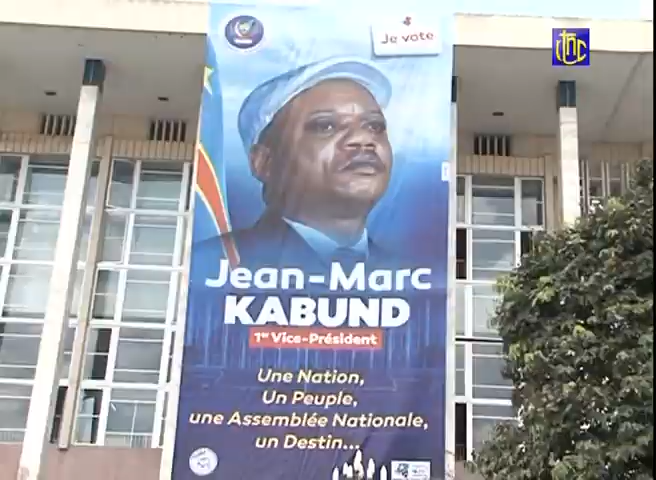 Je vote
Jean-Marc
KABUND
1er Vice-Président
Une Nation,
Un Peuple,
une Assemblée Nationale,
un Destin...